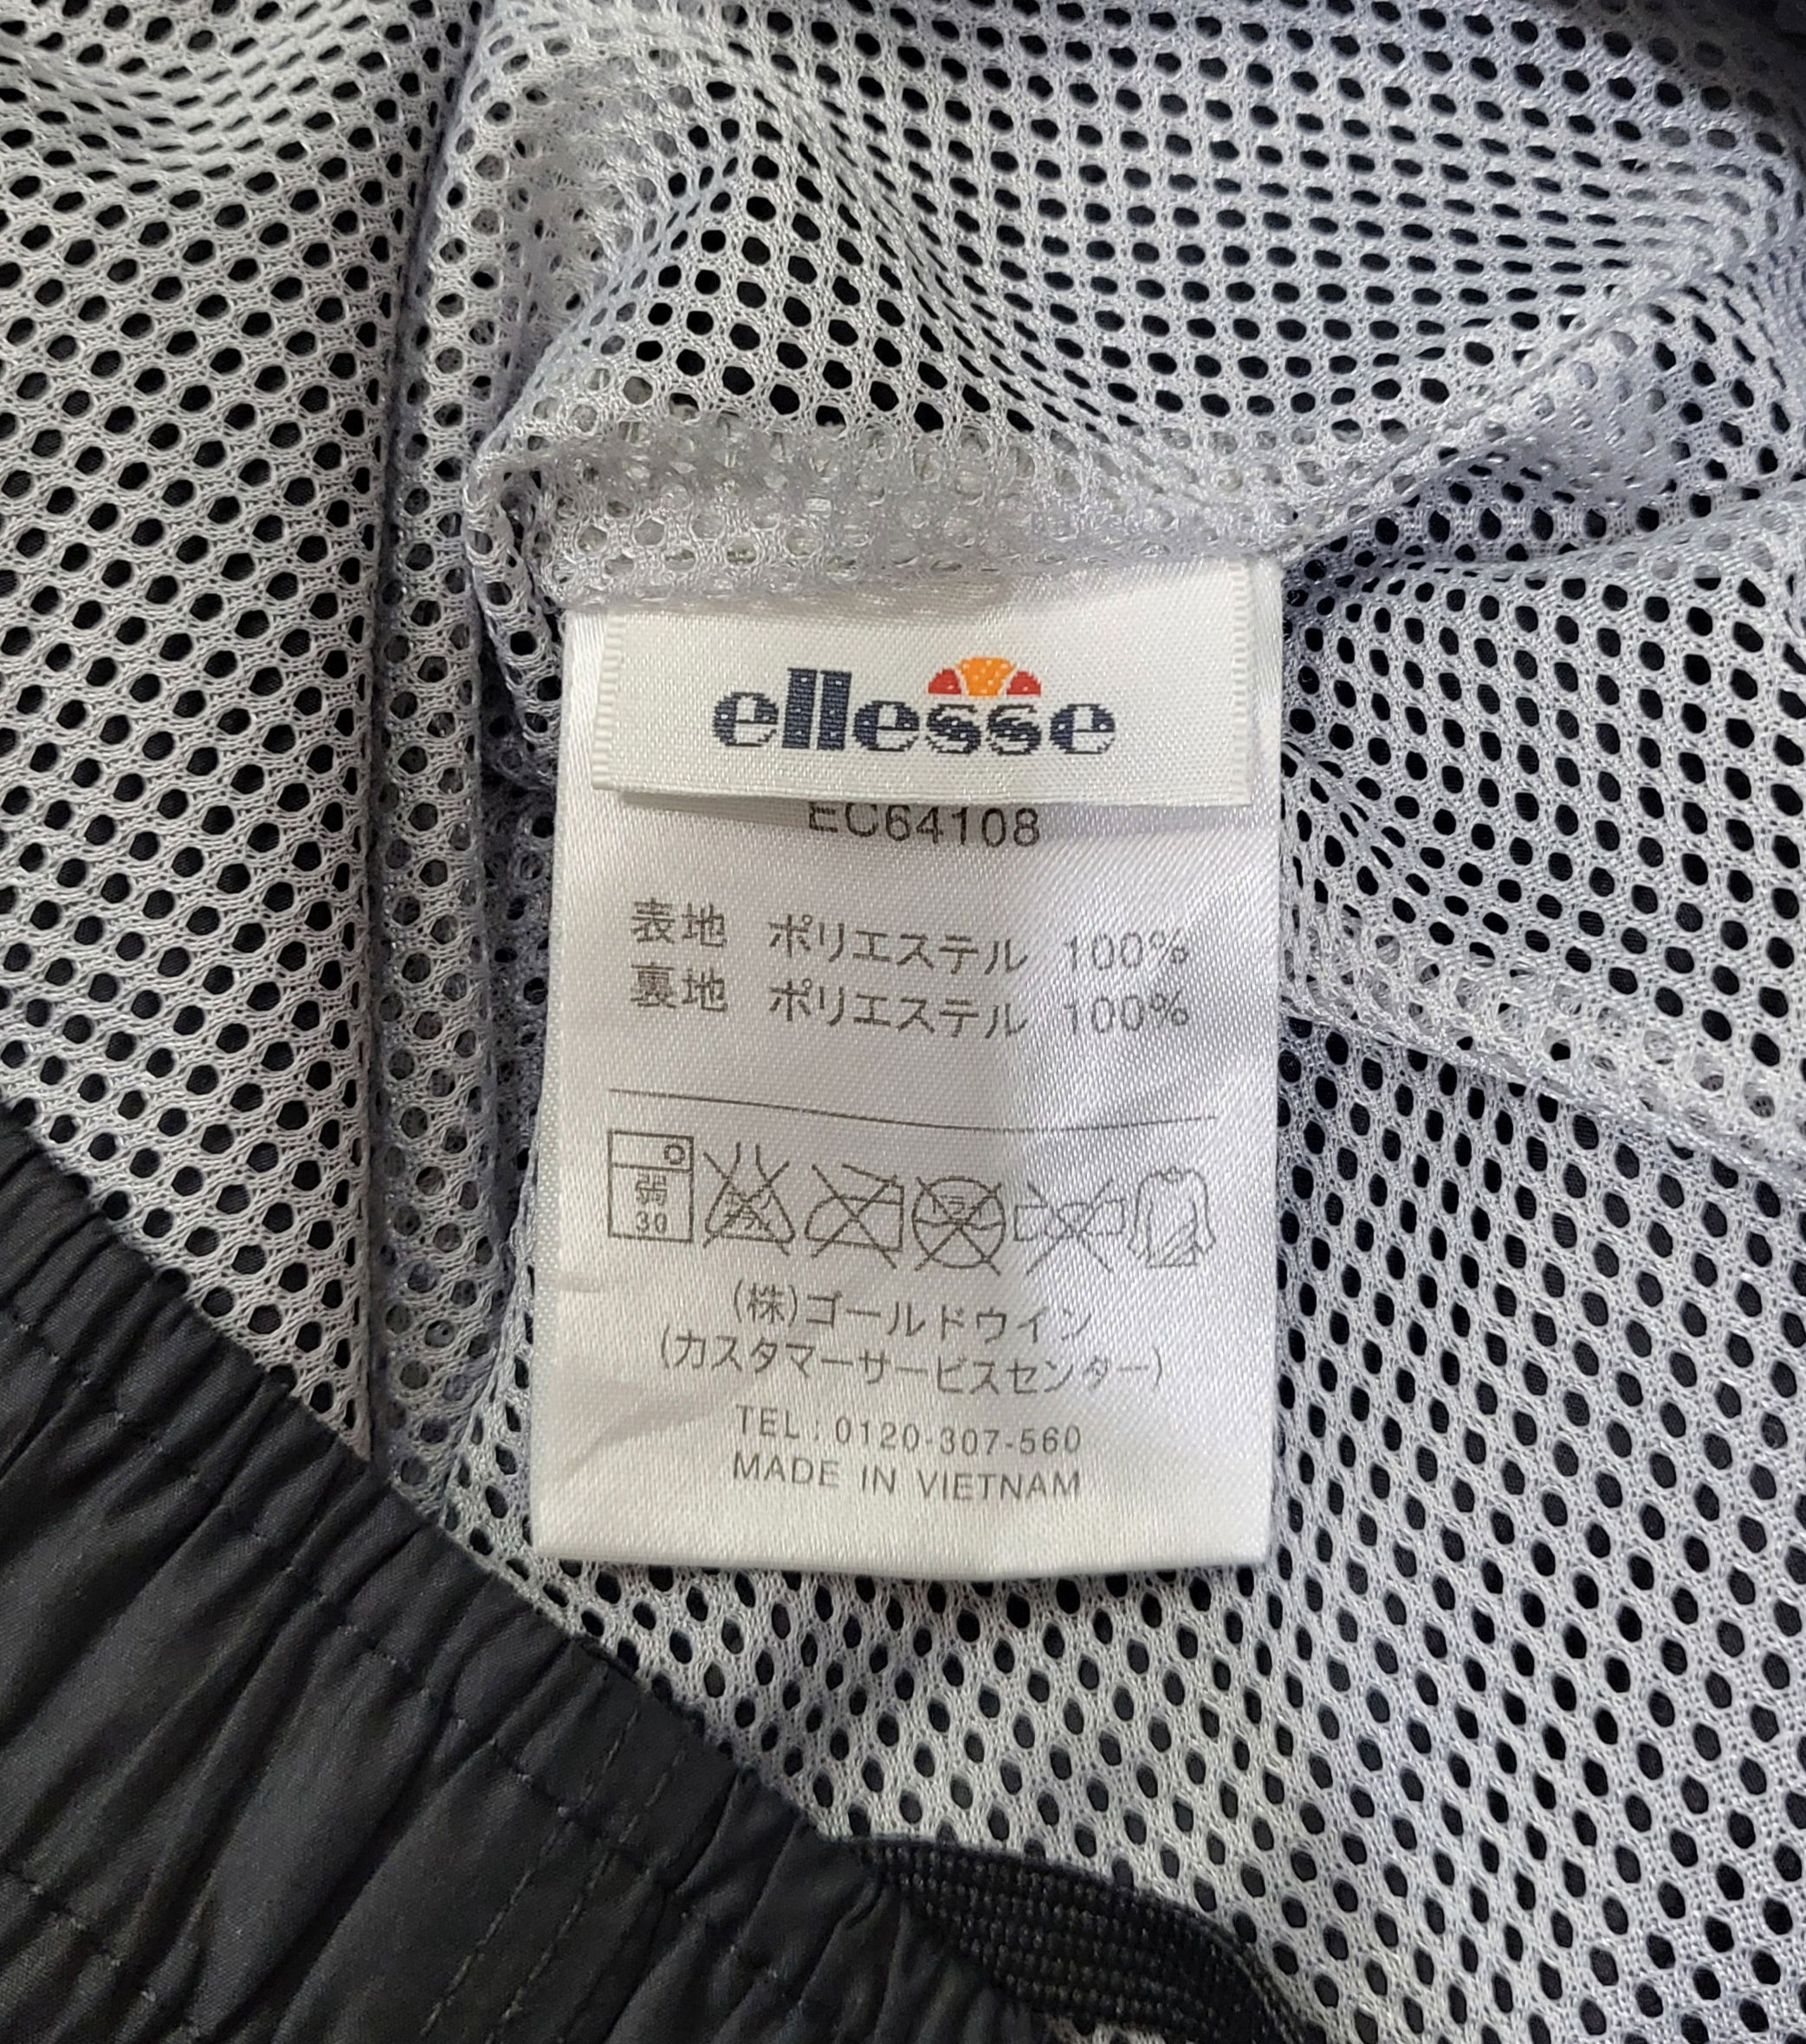 ellesse
EC64108
表地 ポリエステル 100%
裏地 ポリエステル 100%
弱
30
(株)ゴールドウイン
(カスタマーサービスセンター)
TEL:0120-307-560
MADE IN VIETNAM